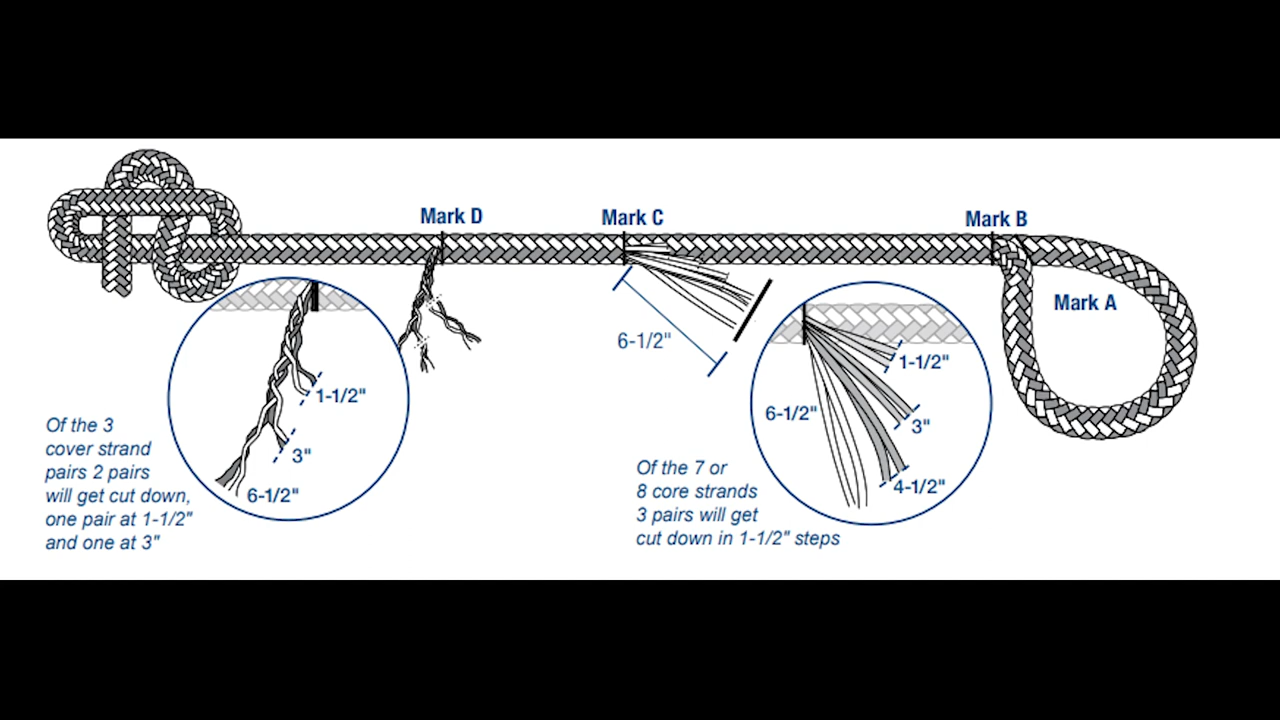 Mark D
Mark C
Mark B
Mark A
6-1/2"
1-1/2"
3"
6-1/2"
Of the 3
cover strand
pairs 2 pairs
will get cut down,
one pair at 1-1/2"
and one at 3"
1-1/2"
6-1/2"
3"
4-1/2"
Of the 7 or
8 core strands
3 pairs will get
cut down in 1-1/2" steps